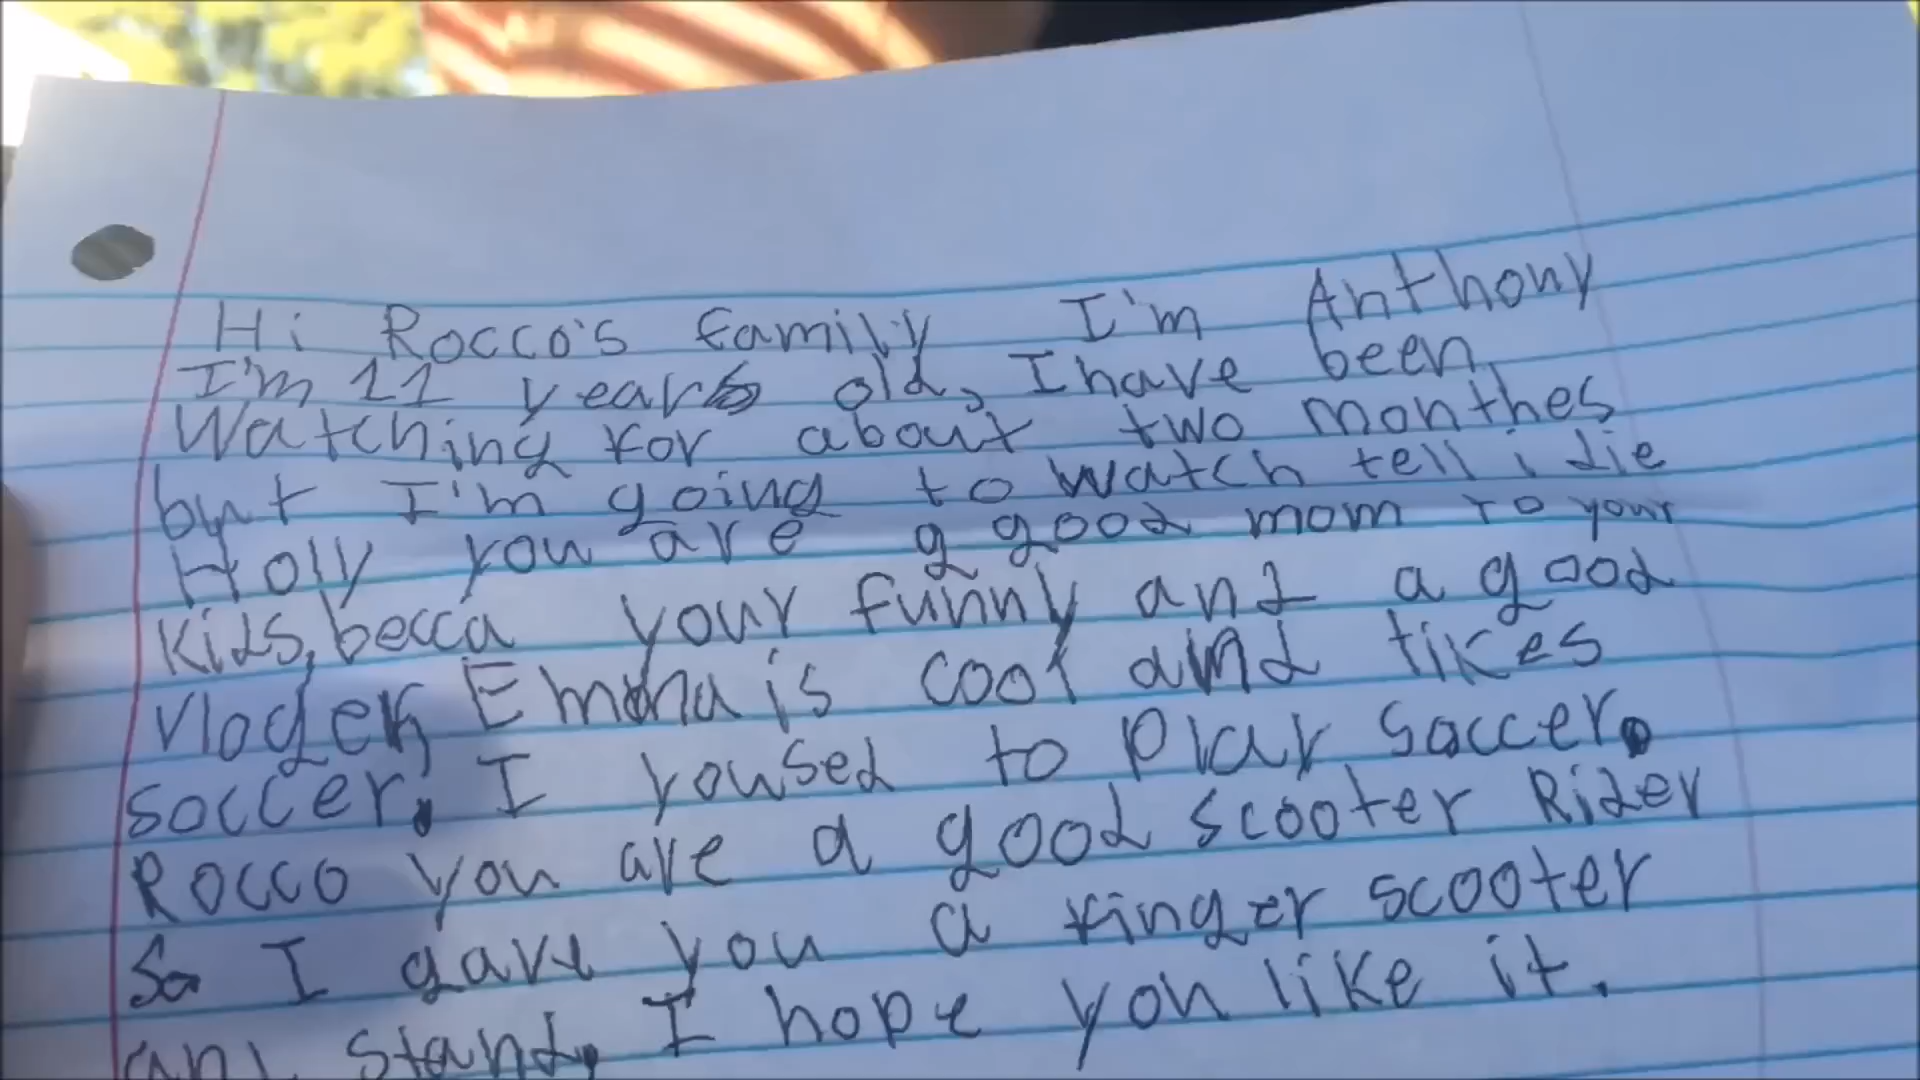 Hi Rocco's family I'm Anthony
I'm 11 years old, I have been
Watching for about two monthes
but I'm going to watch tell i die
Holly you are a good mom to your
kids, becca your funny and a good
vloger, Emma is cool and likes
soccer. I yoused to play soccer.
Rocco you are a good scooter Rider
So I gave you a finger scooter
and stand, I hope you like it.